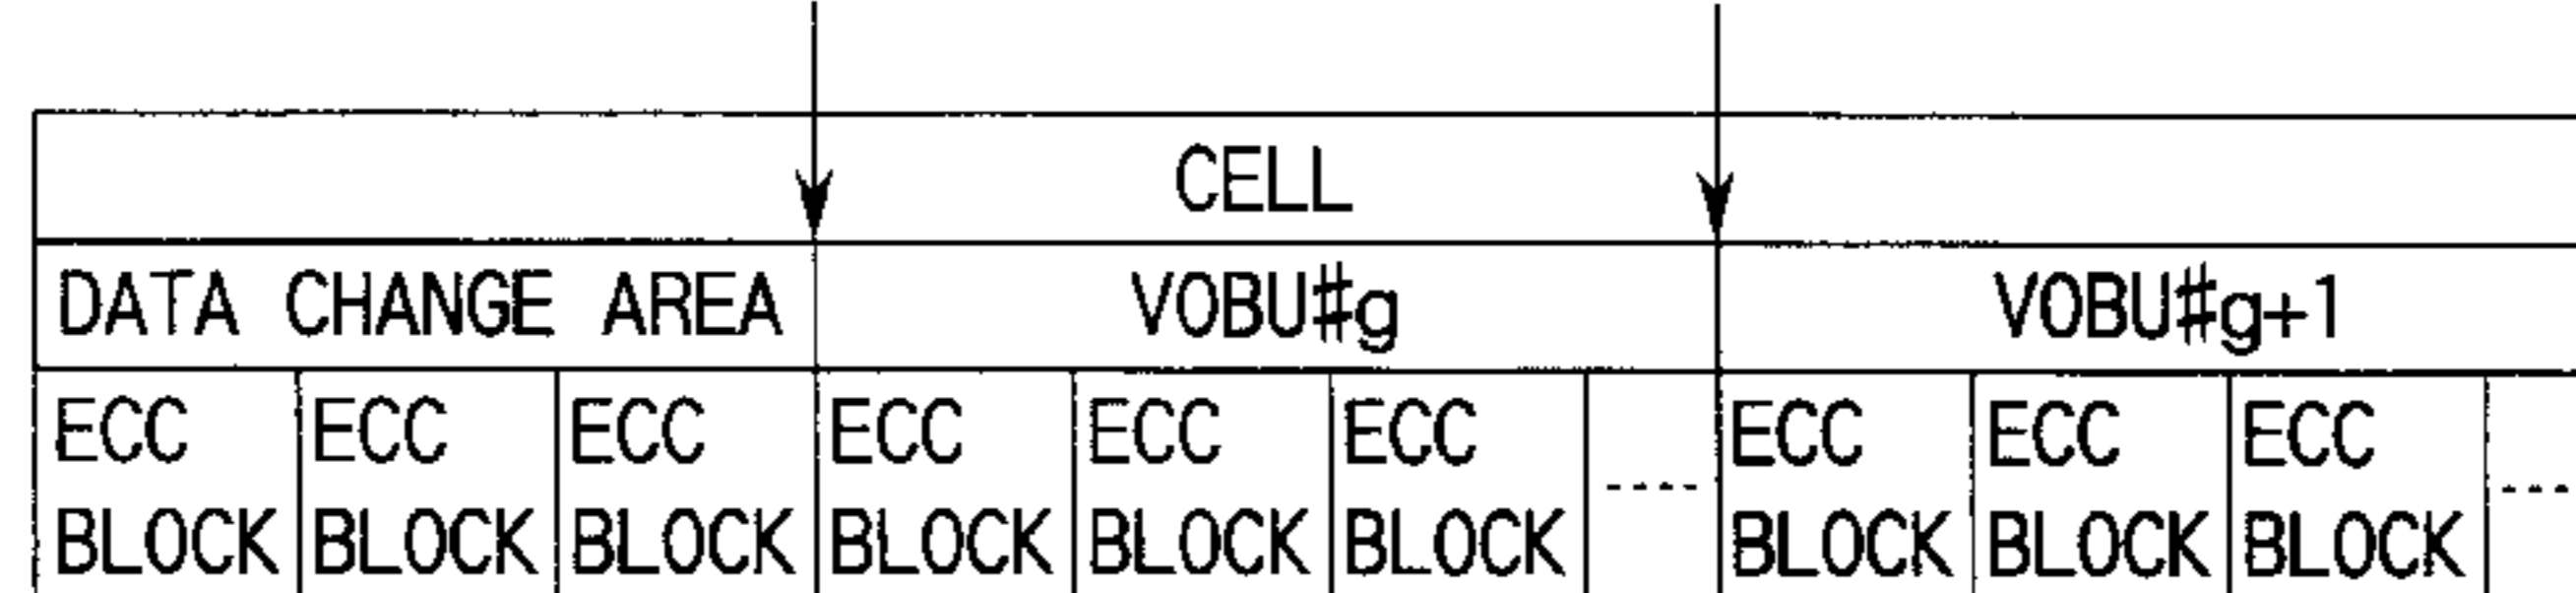 CELL
DATA CHANGE AREA VOBU#g VOBU#g+1
ECC ECC ECC ECC ECC ECC ECC ECC ECC
BLOCK BLOCK BLOCK BLOCK BLOCK BLOCK ----- BLOCK BLOCK BLOCK ---